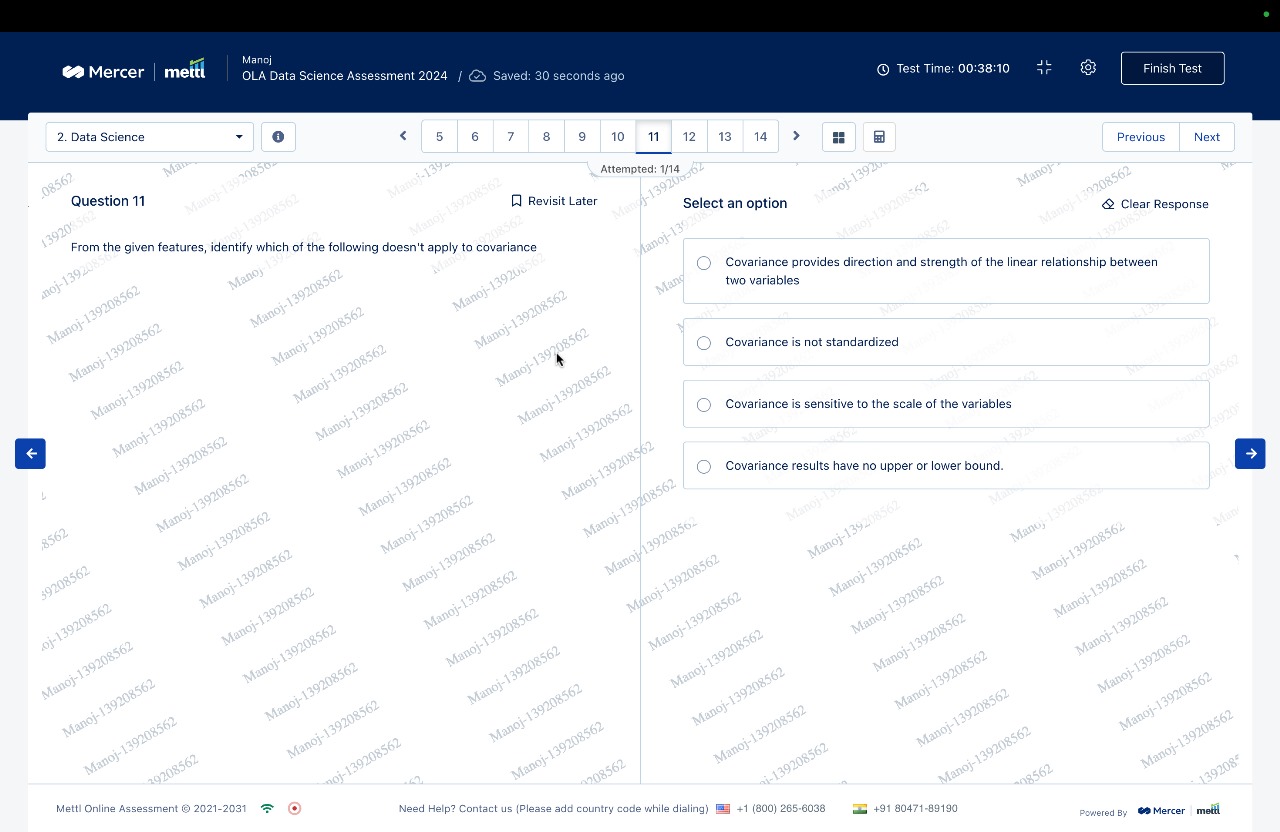 Mercer | mettl
Manoj
OLA Data Science Assessment 2024 / Saved: 30 seconds ago
Test Time: 00:38:10
Finish Test
2. Data Science
5 6 7 8 9 10 11 12 13 14
Previous Next
Attempted: 1/14
Question 11
Revisit Later
From the given features, identify which of the following doesn't apply to covariance
Select an option
Clear Response
Covariance provides direction and strength of the linear relationship between
two variables
Covariance is not standardized
Covariance is sensitive to the scale of the variables
Covariance results have no upper or lower bound.
Manoj-139208562
Mettl Online Assessment © 2021-2031
Need Help? Contact us (Please add country code while dialing) +1 (800) 265-6038 +91 80471-89190
Powered By Mercer | mettl